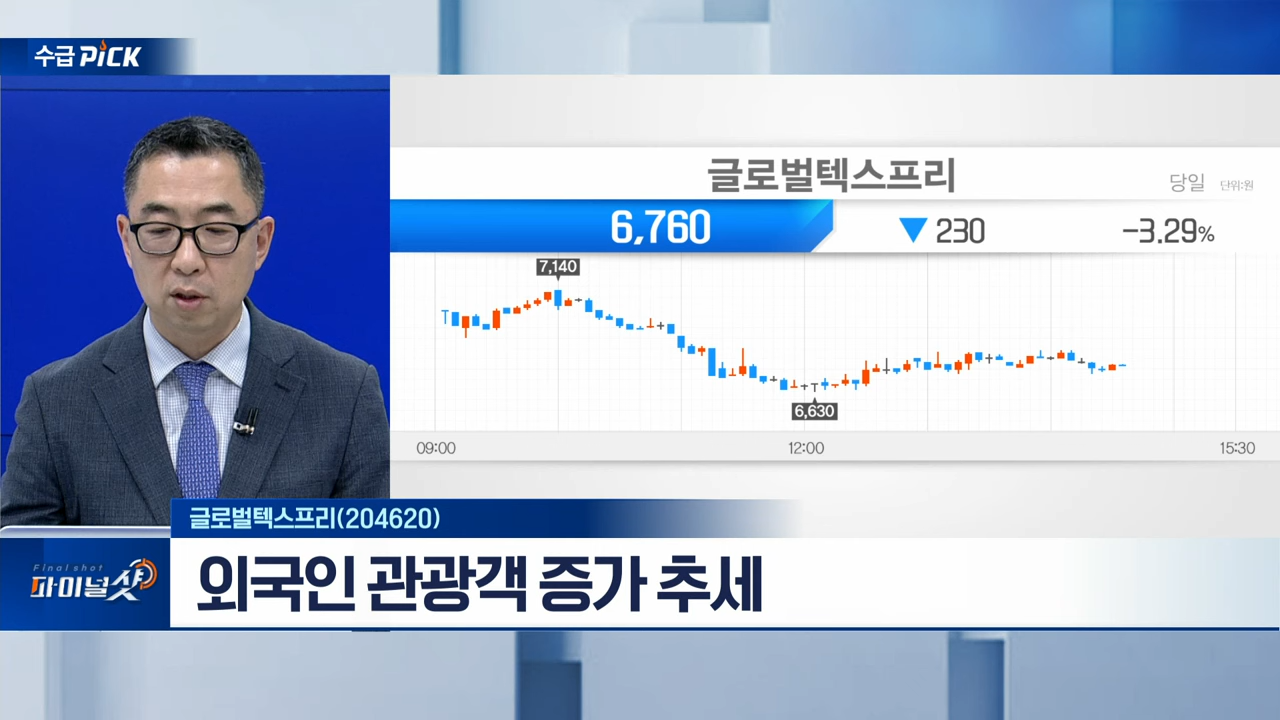 수급 PiCK
글로벌텍스프리
당일 단위:원
6,760 ▼ 230 -3.29%
7,140
6,630
09:00 12:00 15:30
글로벌텍스프리(204620)
Final shot
파이널샷
외국인 관광객 증가 추세